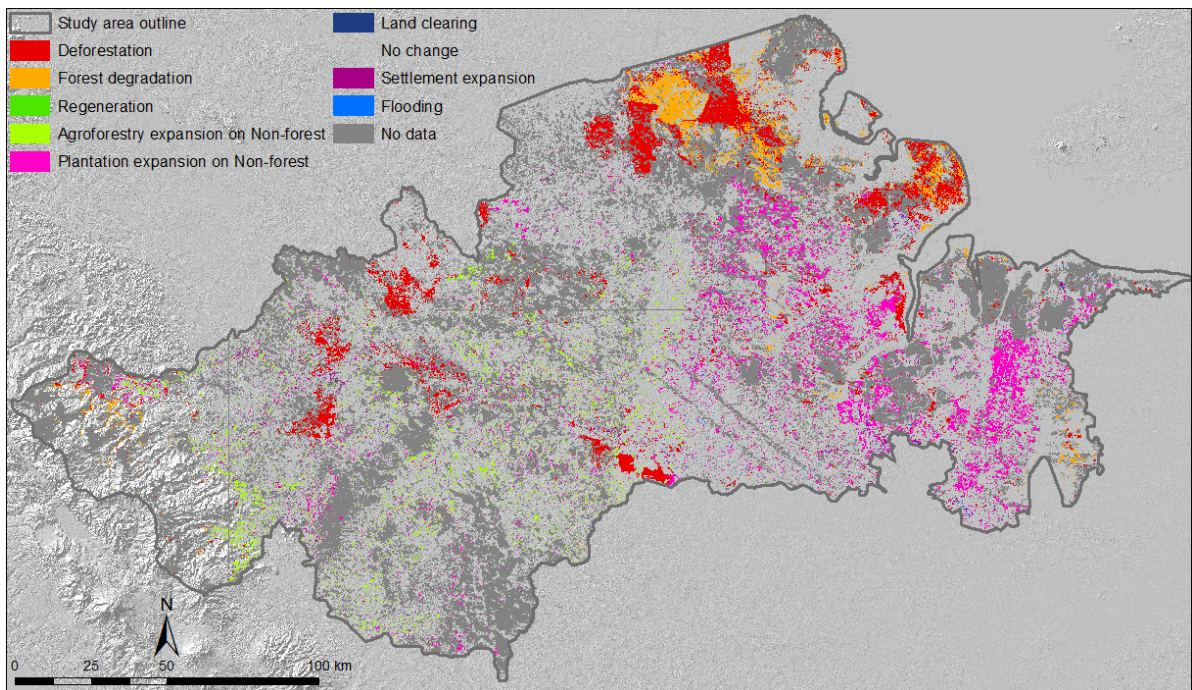 Study area outline
Deforestation
Forest degradation
Regeneration
Agroforestry expansion on Non-forest
Plantation expansion on Non-forest
Land clearing
No change
Settlement expansion
Flooding
No data
N
0 25 50 100 km